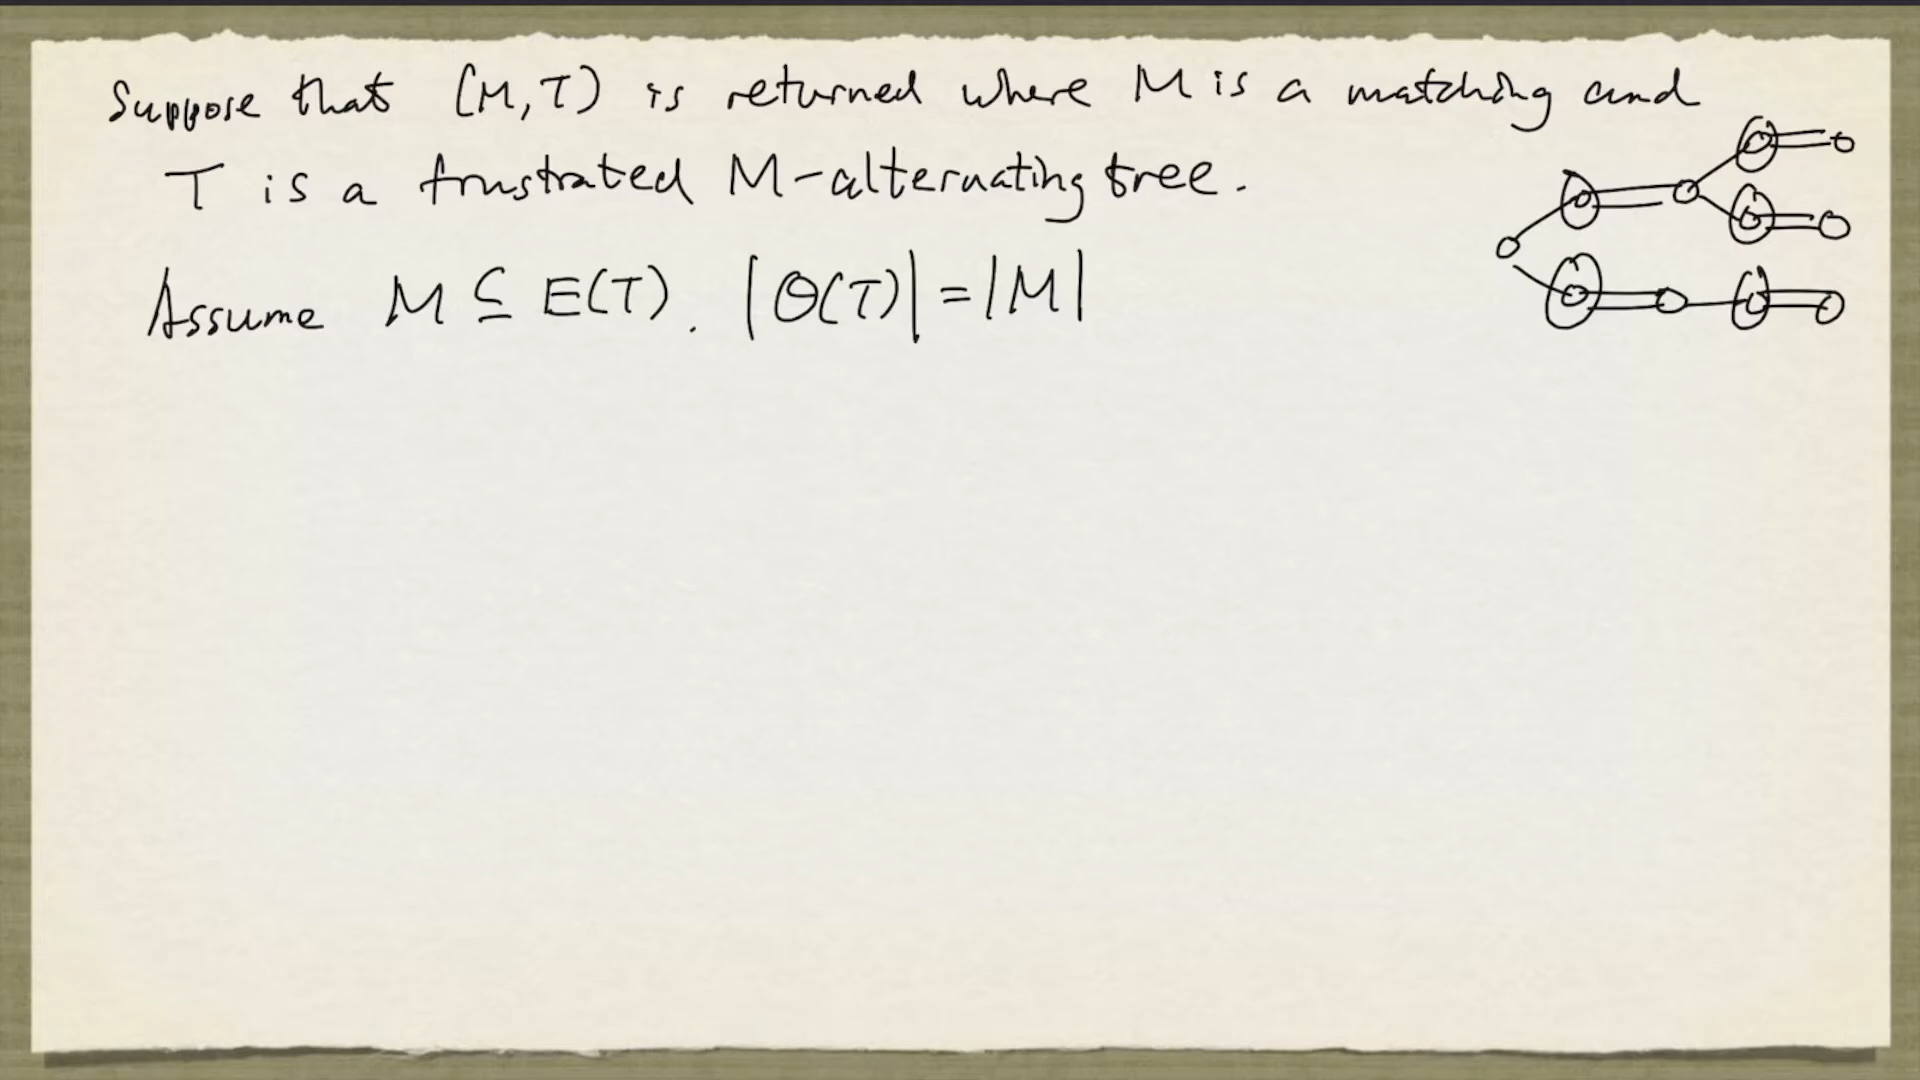 Suppose that (M,T) is returned where M is a matching and
T is a frustrated M-alternating tree.
Assume M ⊆ E(T). |Θ(T)| = |M|